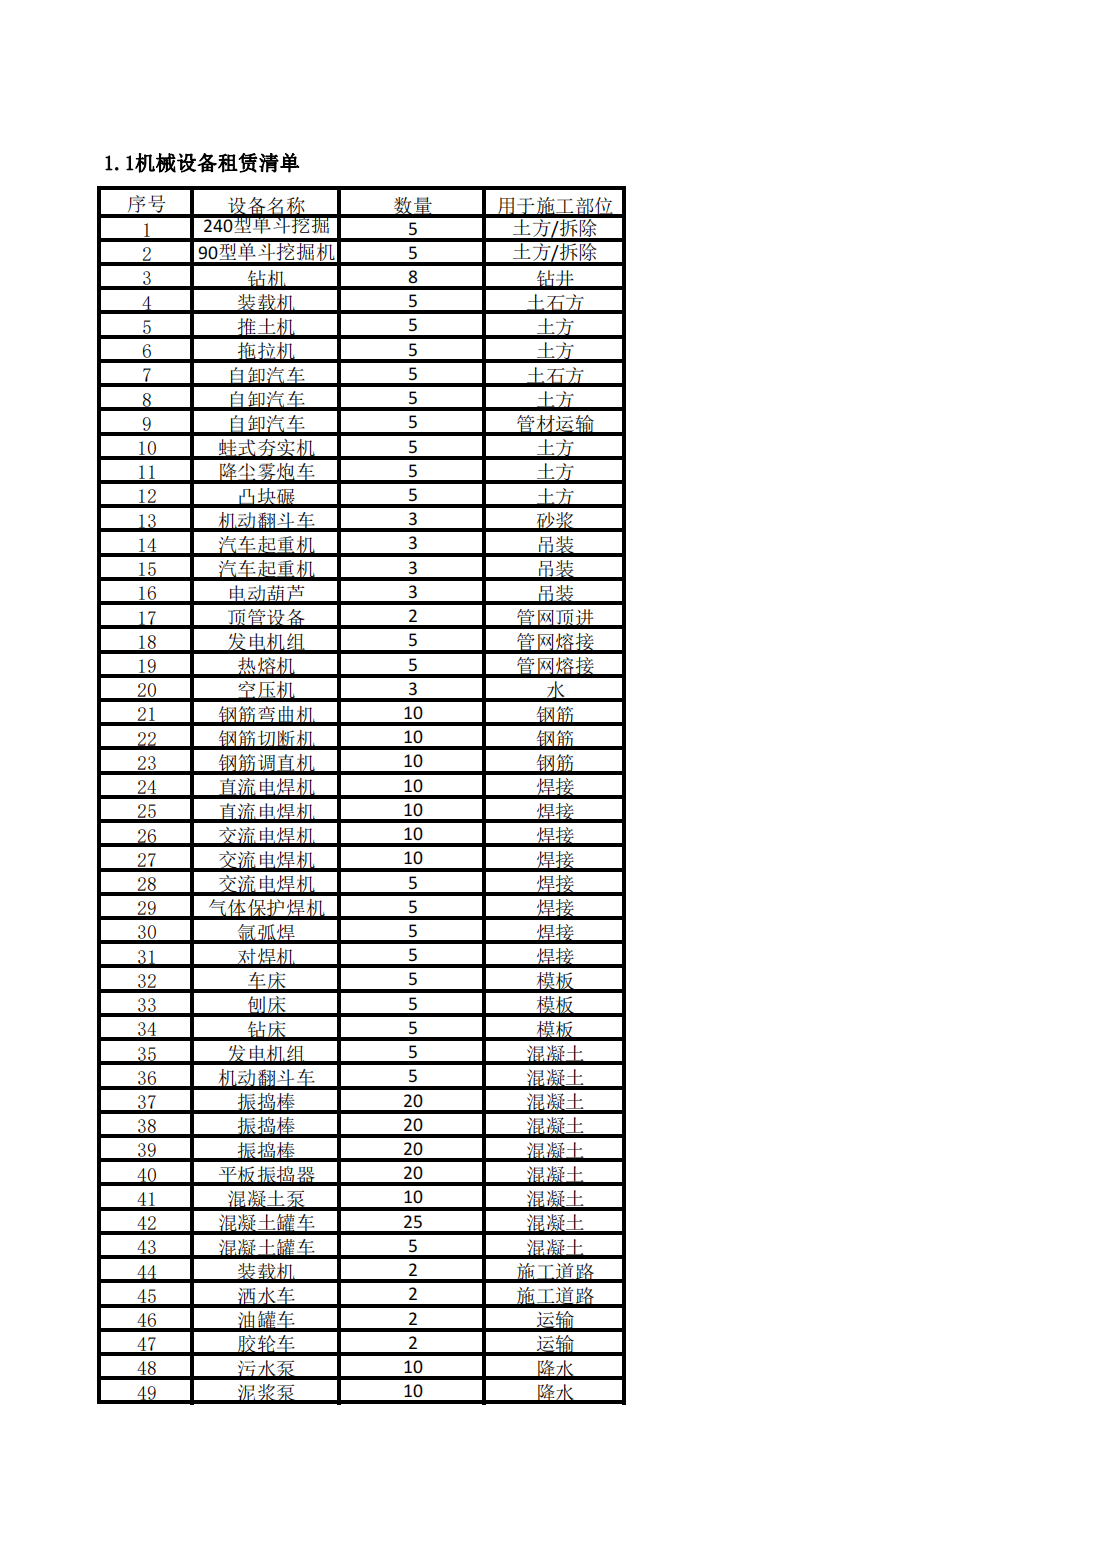 1.1机械设备租赁清单
序号 设备名称 数量 用于施工部位
1 240型单斗挖掘 5 土方/拆除
2 90型单斗挖掘机 5 土方/拆除
3 钻机 8 钻井
4 装载机 5 土石方
5 推土机 5 土方
6 拖拉机 5 土方
7 自卸汽车 5 土石方
8 自卸汽车 5 土方
9 自卸汽车 5 管材运输
10 蛙式夯实机 5 土方
11 降尘雾炮车 5 土方
12 凸块碾 5 土方
13 机动翻斗车 3 砂浆
14 汽车起重机 3 吊装
15 汽车起重机 3 吊装
16 电动葫芦 3 吊装
17 顶管设备 2 管网顶进
18 发电机组 5 管网熔接
19 热熔机 5 管网熔接
20 空压机 3 水
21 钢筋弯曲机 10 钢筋
22 钢筋切断机 10 钢筋
23 钢筋调直机 10 钢筋
24 直流电焊机 10 焊接
25 直流电焊机 10 焊接
26 交流电焊机 10 焊接
27 交流电焊机 10 焊接
28 交流电焊机 5 焊接
29 气体保护焊机 5 焊接
30 氩弧焊 5 焊接
31 对焊机 5 焊接
32 车床 5 模板
33 刨床 5 模板
34 钻床 5 模板
35 发电机组 5 混凝土
36 机动翻斗车 5 混凝土
37 振捣棒 20 混凝土
38 振捣棒 20 混凝土
39 振捣棒 20 混凝土
40 平板振捣器 20 混凝土
41 混凝土泵 10 混凝土
42 混凝土罐车 25 混凝土
43 混凝土罐车 5 混凝土
44 装载机 2 施工道路
45 洒水车 2 施工道路
46 油罐车 2 运输
47 胶轮车 2 运输
48 污水泵 10 降水
49 泥浆泵 10 降水